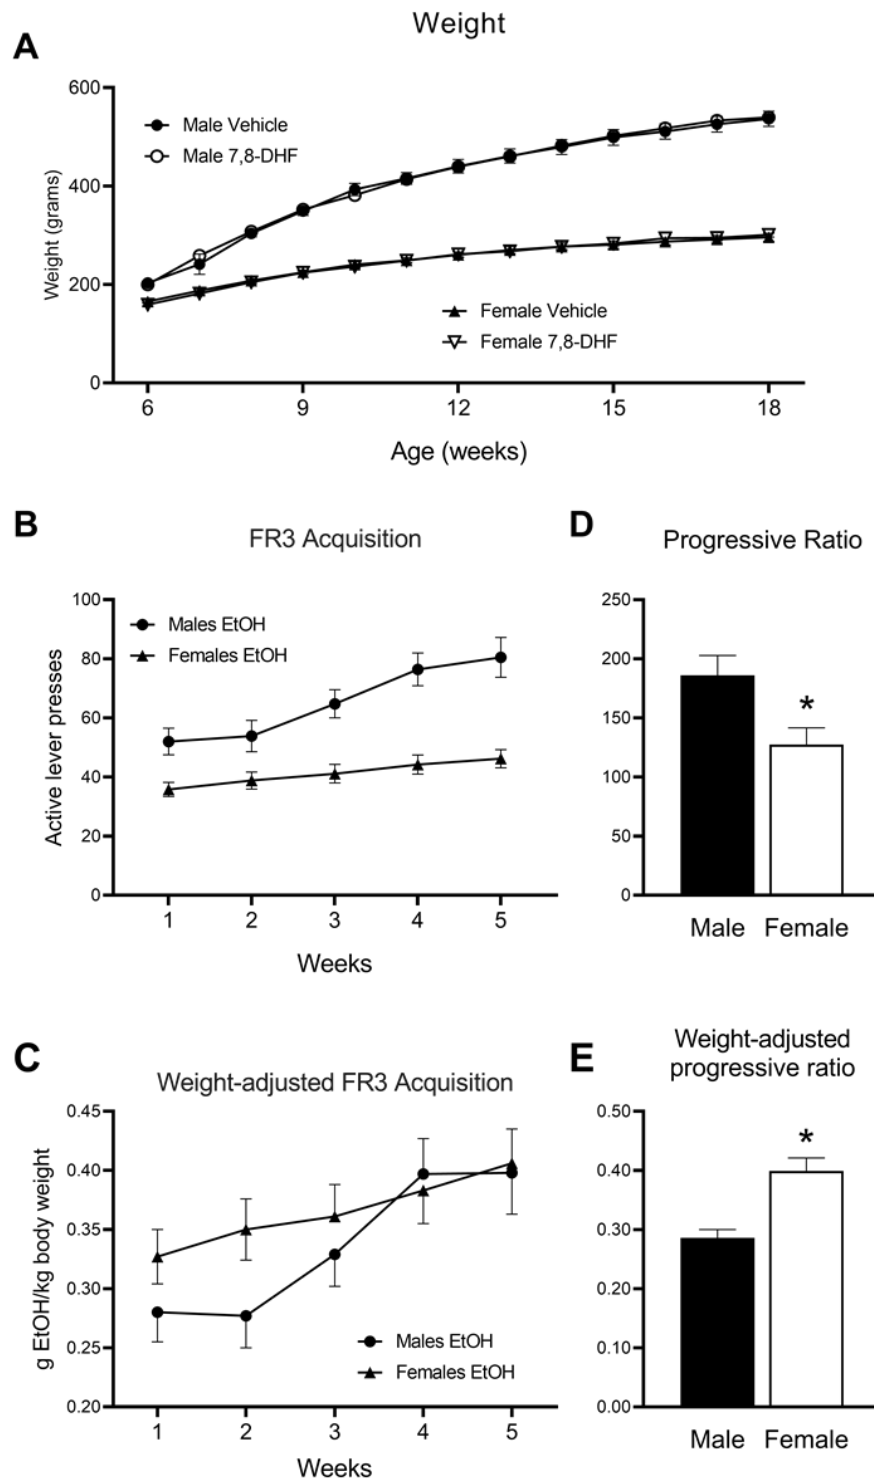 Weight
A
600
400
200
0
Weight (grams)
Male Vehicle
Male 7,8-DHF
Female Vehicle
Female 7,8-DHF
6 9 12 15 18
Age (weeks)
B
FR3 Acquisition
100
80
60
40
20
0
Active lever presses
Males EtOH
Females EtOH
1 2 3 4 5
Weeks
D
Progressive Ratio
250
200
150
100
50
0
*
Male Female
C
Weight-adjusted FR3 Acquisition
0.45
0.40
0.35
0.30
0.25
0.20
g EtOH/kg body weight
Males EtOH
Females EtOH
1 2 3 4 5
Weeks
E
Weight-adjusted
progressive ratio
0.50
0.40
0.30
0.20
0.10
0.00
*
Male Female